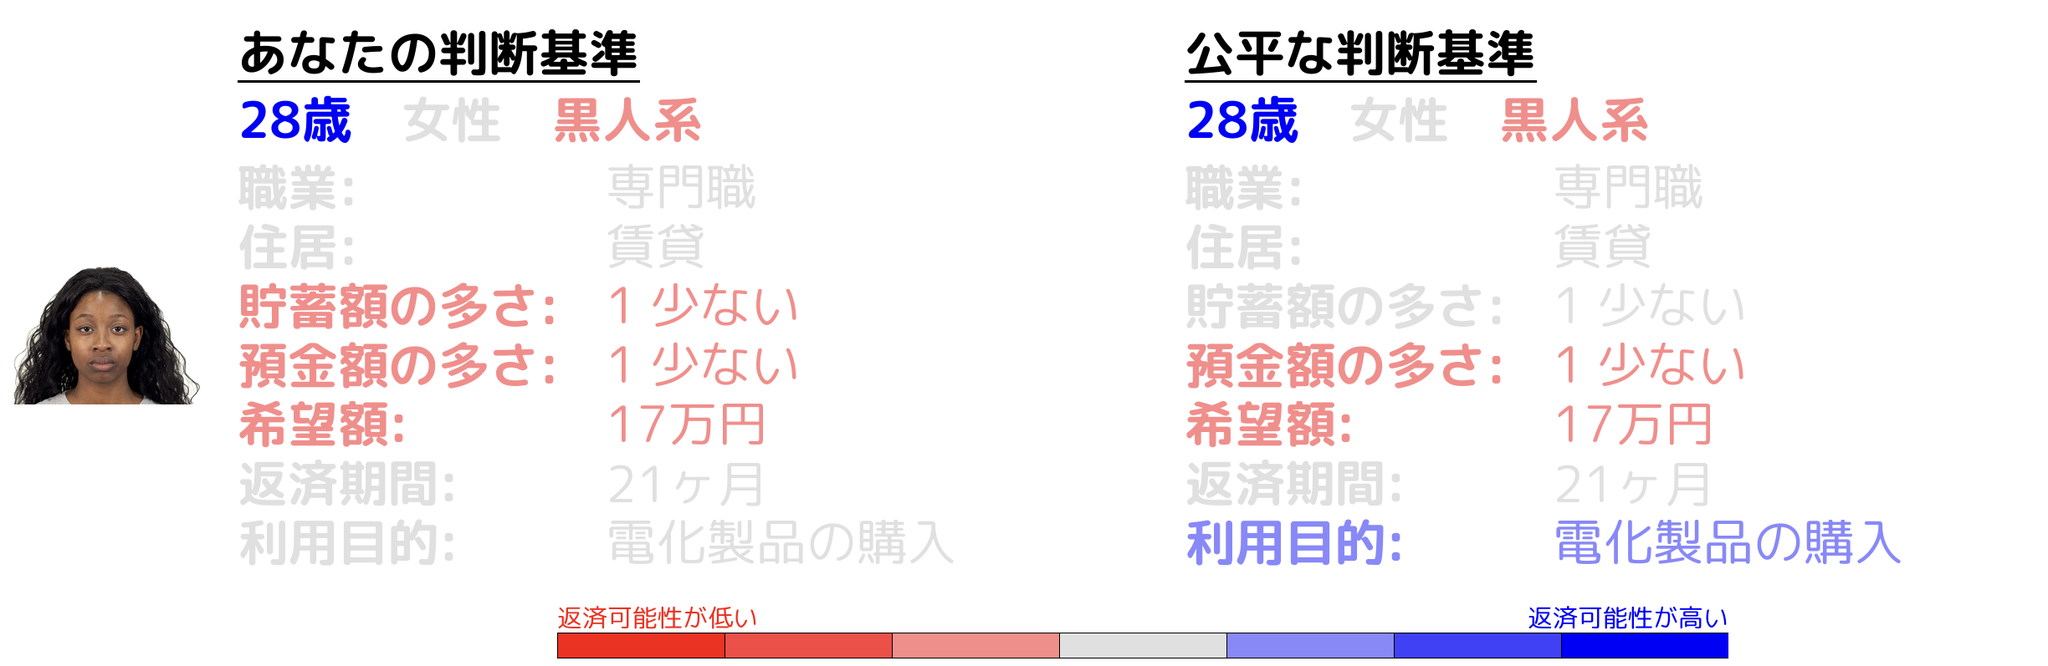 あなたの判断基準
28歳 女性 黒人系
職業: 専門職
住居: 賃貸
貯蓄額の多さ: 1 少ない
預金額の多さ: 1 少ない
希望額: 17万円
返済期間: 21ヶ月
利用目的: 電化製品の購入
公平な判断基準
28歳 女性 黒人系
職業: 専門職
住居: 賃貸
貯蓄額の多さ: 1 少ない
預金額の多さ: 1 少ない
希望額: 17万円
返済期間: 21ヶ月
利用目的: 電化製品の購入
返済可能性が低い
返済可能性が高い